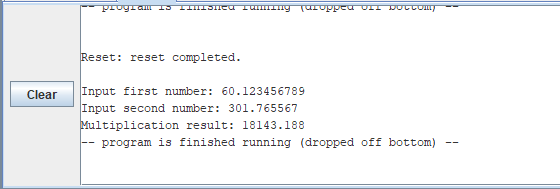 -- program is finished running (dropped off bottom) --
Reset: reset completed.
Clear
Input first number: 60.123456789
Input second number: 301.765567
Multiplication result: 18143.188
-- program is finished running (dropped off bottom) --